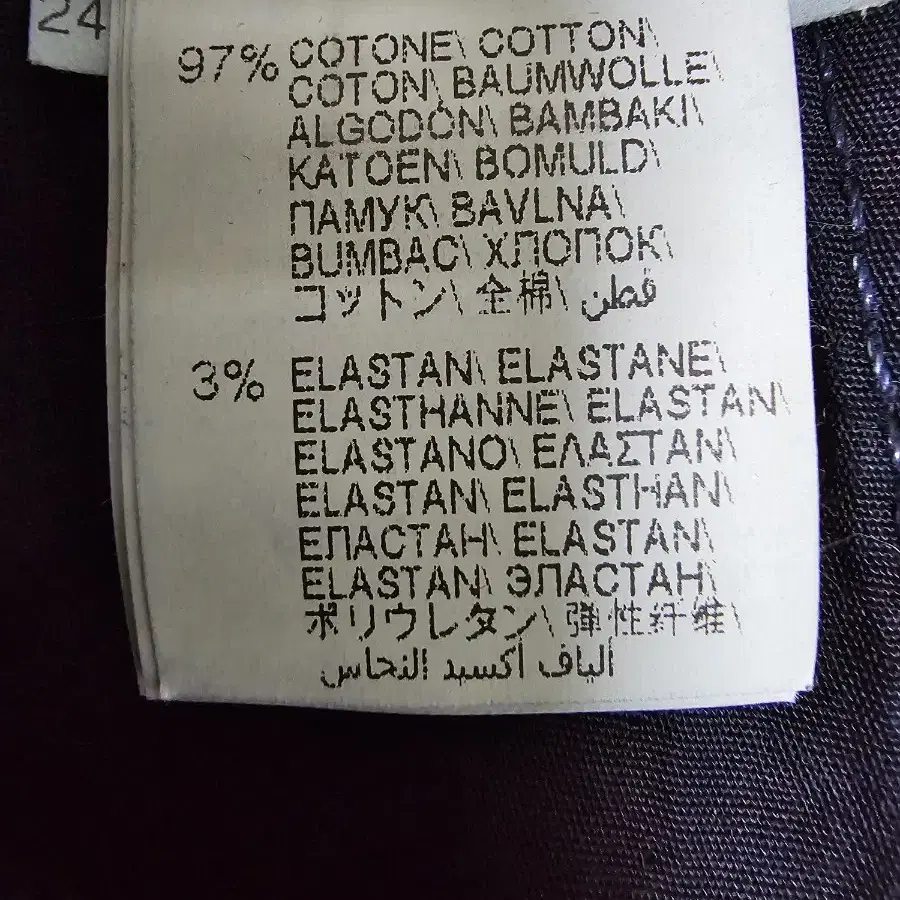 24
97% COTONE\ COTTON\
COTON\ BAUMWOLLE\
ALGODÓN\ BAMBAKI\
KATOEN\ BOMULD\
ПАМУК\ BAVLNA\
BUMBAC\ ХЛОПОК\
コットン\ 全棉\ قطن
3% ELASTAN\ ELASTANE\
ELASTHANNE\ ELASTAN\
ELASTANO\ ΕΛΑΣΤΑΝ\
ELASTAN\ ELASTHAN\
ЕЛАСТАН\ ELASTAN\
ELASTAN\ ЭЛАСТАН\
ポリウレタン\ 弹性纤维\
الياف أكسيد النحاس